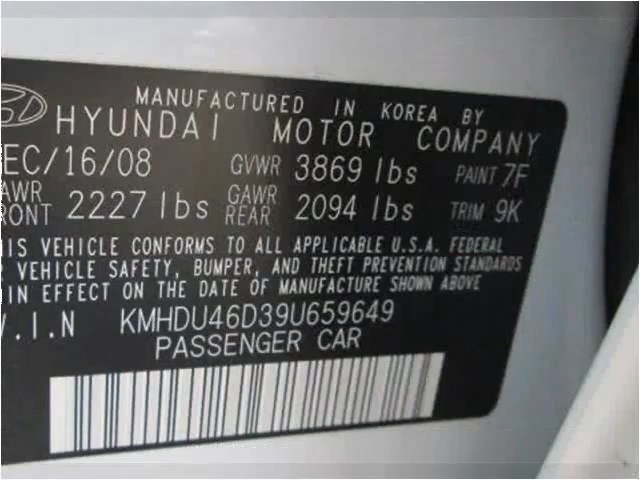 MANUFACTURED IN KOREA BY
HYUNDAI MOTOR COMPANY
EC/16/08 GVWR 3869 lbs PAINT 7F
AWR FRONT 2227 lbs GAWR REAR 2094 lbs TRIM 9K
IS VEHICLE CONFORMS TO ALL APPLICABLE U.S.A. FEDERAL
VEHICLE SAFETY, BUMPER, AND THEFT PREVENTION STANDARDS
IN EFFECT ON THE DATE OF MANUFACTURE SHOWN ABOVE
V.I.N KMHDU46D39U659649
PASSENGER CAR